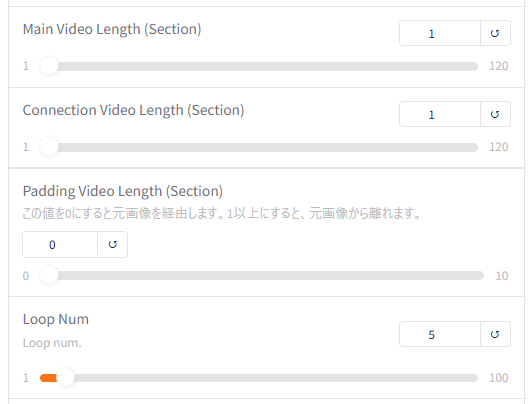 Main Video Length (Section)
1
↺
1
120
Connection Video Length (Section)
1
↺
1
120
Padding Video Length (Section)
この値を0にすると元画像を経由します。1以上にすると、元画像から離れます。
0
↺
0
10
Loop Num
Loop num.
5
↺
1
100